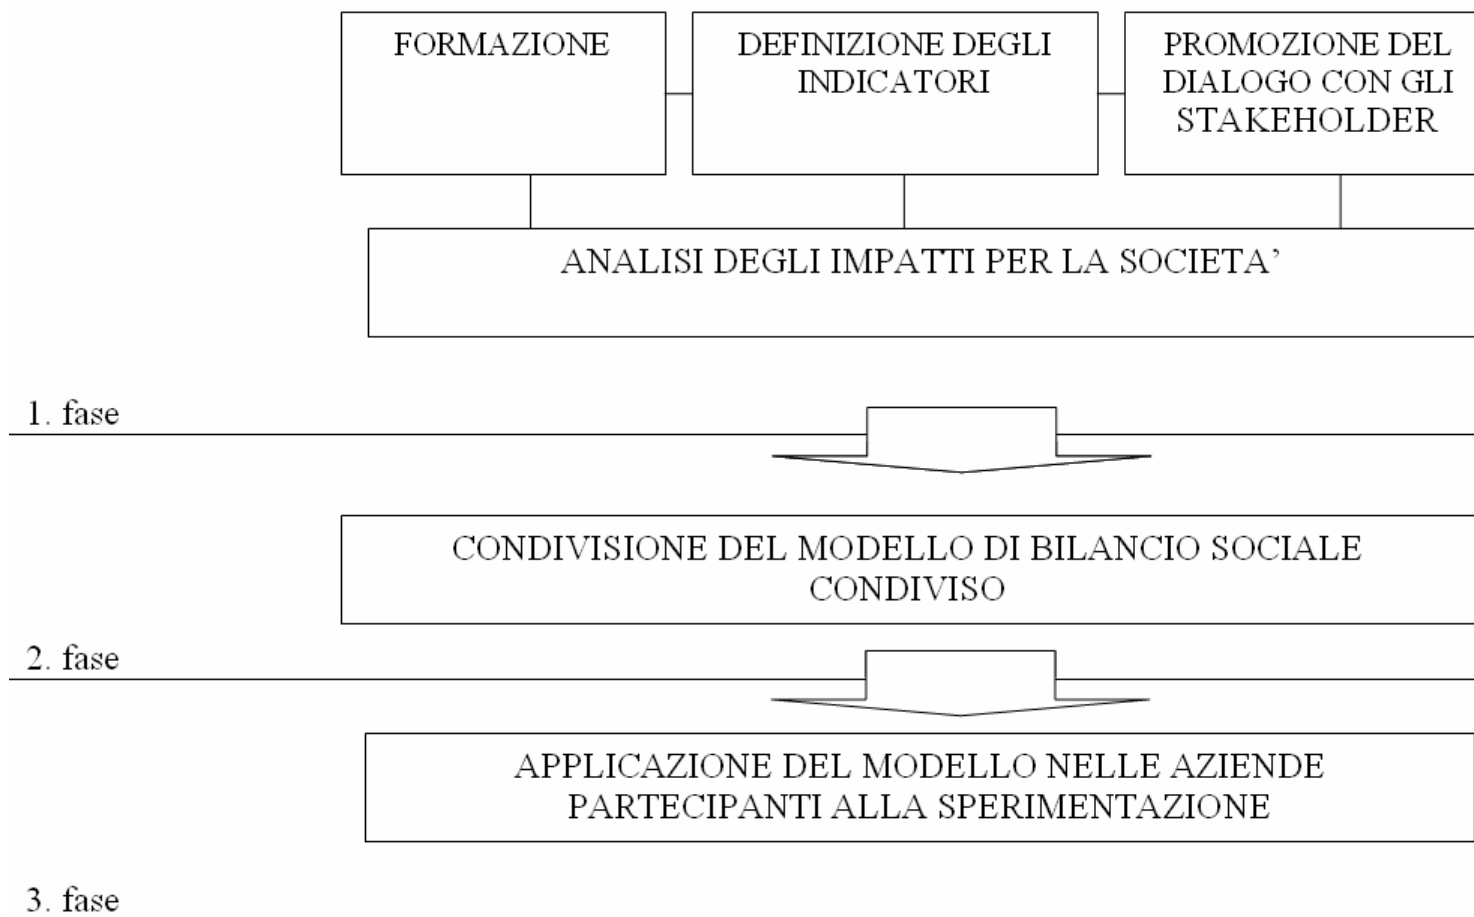 FORMAZIONE
DEFINIZIONE DEGLI
INDICATORI
PROMOZIONE DEL
DIALOGO CON GLI
STAKEHOLDER
ANALISI DEGLI IMPATTI PER LA SOCIETA’
1. fase
CONDIVISIONE DEL MODELLO DI BILANCIO SOCIALE
CONDIVISO
2. fase
APPLICAZIONE DEL MODELLO NELLE AZIENDE
PARTECIPANTI ALLA SPERIMENTAZIONE
3. fase